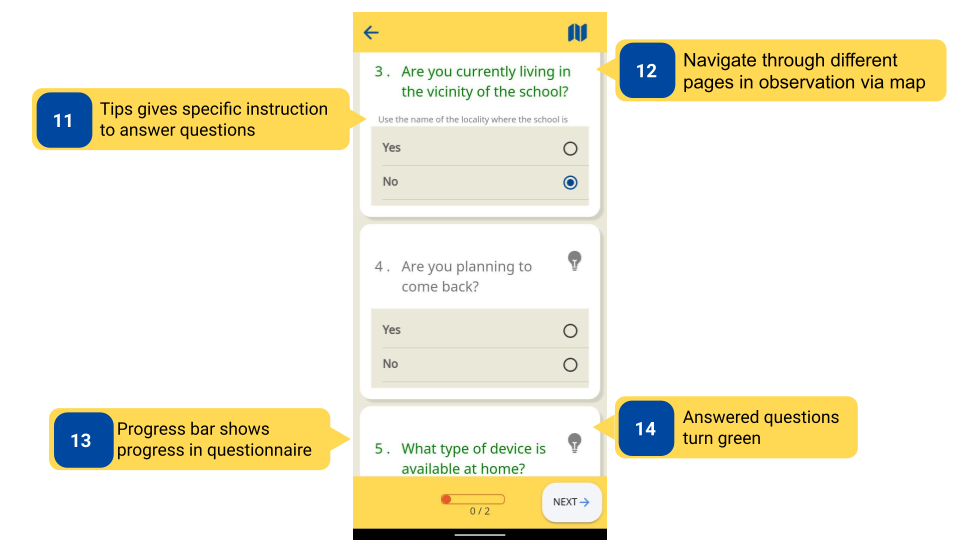 12
Navigate through different
pages in observation via map
3 . Are you currently living in
the vicinity of the school?
11
Tips gives specific instruction
to answer questions
Use the name of the locality where the school is
Yes
No
4 . Are you planning to
come back?
Yes
No
13
Progress bar shows
progress in questionnaire
14
Answered questions
turn green
5 . What type of device is
available at home?
0 / 2
NEXT